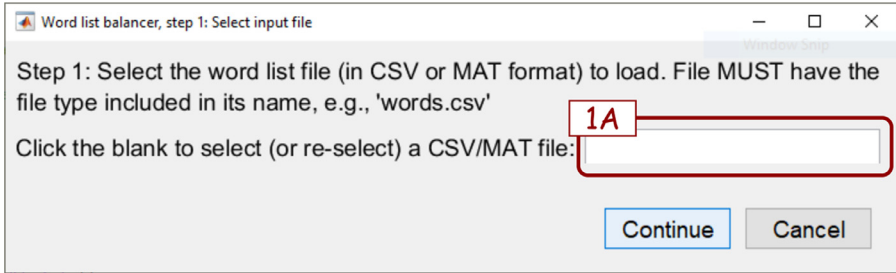 Word list balancer, step 1: Select input file
Window Snip
Step 1: Select the word list file (in CSV or MAT format) to load. File MUST have the
file type included in its name, e.g., 'words.csv'
1A
Click the blank to select (or re-select) a CSV/MAT file:
Continue Cancel